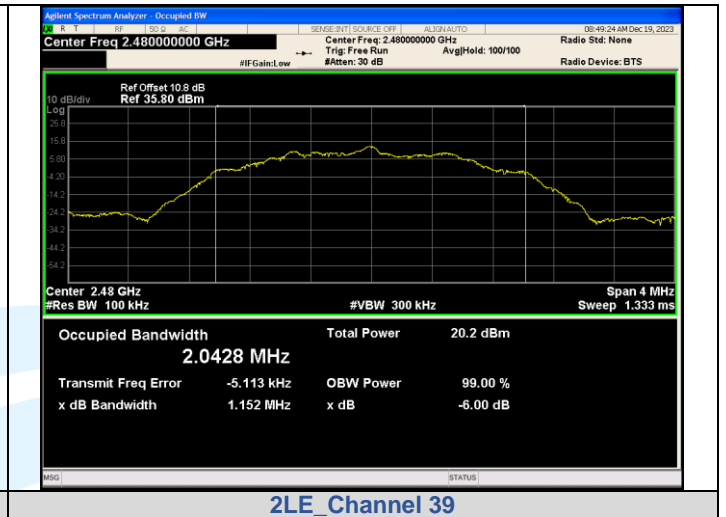 Agilent Spectrum Analyzer - Occupied BW
R T RF 50 Ω AC SENSE:INT SOURCE OFF ALIGNAUTO 08:49:24 AM Dec 19, 2023
Center Freq 2.480000000 GHz Center Freq: 2.480000000 GHz Radio Std: None
Trig: Free Run Avg|Hold: 100/100
#IFGain:Low #Atten: 30 dB Radio Device: BTS
Ref Offset 10.8 dB
10 dB/div Ref 35.80 dBm
Log
25.8
15.8
5.80
-4.20
-14.2
-24.2
-34.2
-44.2
-54.2
Center 2.48 GHz Span 4 MHz
#Res BW 100 kHz #VBW 300 kHz Sweep 1.333 ms
Occupied Bandwidth Total Power 20.2 dBm
2.0428 MHz
Transmit Freq Error -5.113 kHz OBW Power 99.00 %
x dB Bandwidth 1.152 MHz x dB -6.00 dB
MSG STATUS
2LE_Channel 39